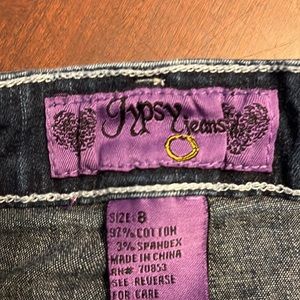 Gypsy
jeans
SIZE: 8
97% COTTON
3% SPANDEX
MADE IN CHINA
RN# 70853
SEE REVERSE
FOR CARE